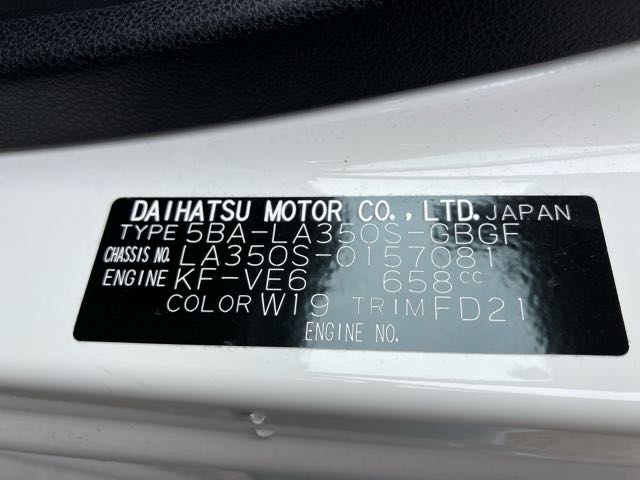 DAIHATSU MOTOR CO., LTD. JAPAN
TYPE 5BA-LA350S-GBGF
CHASSIS NO. LA350S-0157081
ENGINE KF-VE6 658cc
COLOR W19 TRIM FD21
ENGINE NO.